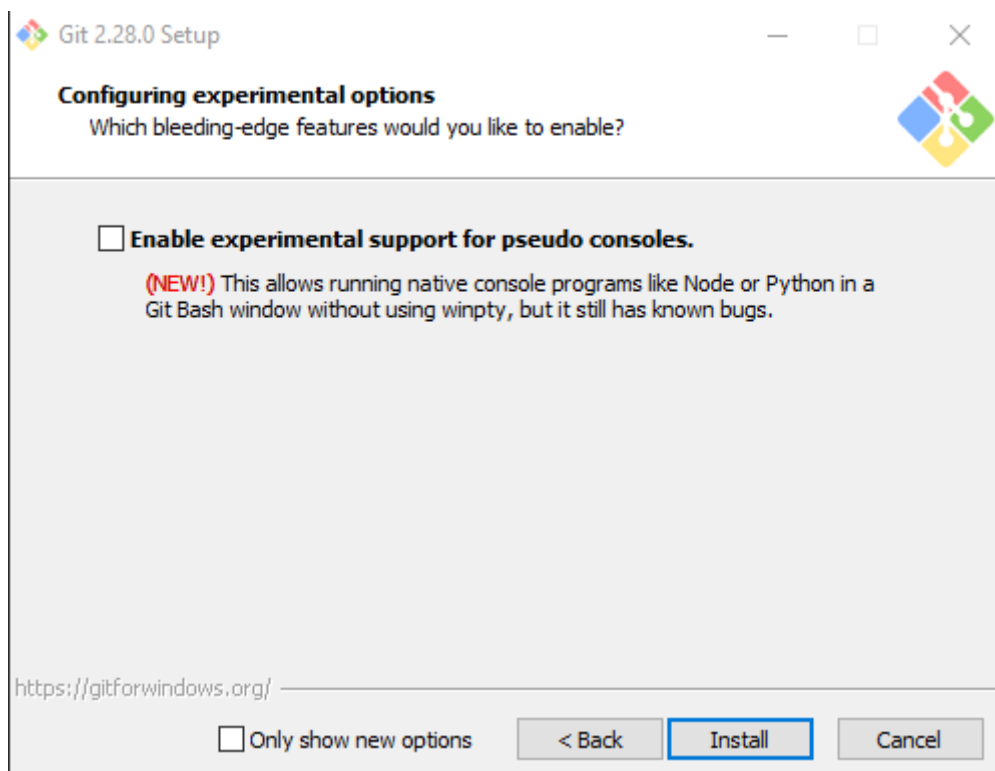 Git 2.28.0 Setup
Configuring experimental options
Which bleeding-edge features would you like to enable?
Enable experimental support for pseudo consoles.
(NEW!) This allows running native console programs like Node or Python in a
Git Bash window without using winpty, but it still has known bugs.
https://gitforwindows.org/
Only show new options
< Back
Install
Cancel